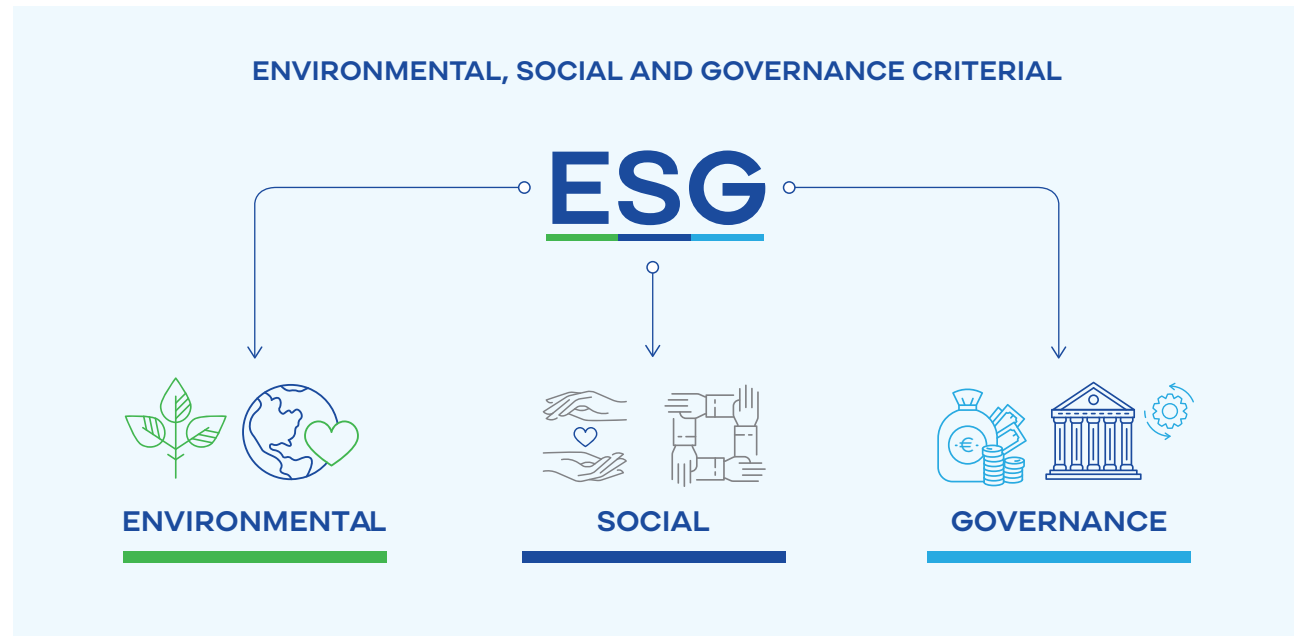 ENVIRONMENTAL, SOCIAL AND GOVERNANCE CRITERIAL
ESG
€
ENVIRONMENTAL
SOCIAL
GOVERNANCE